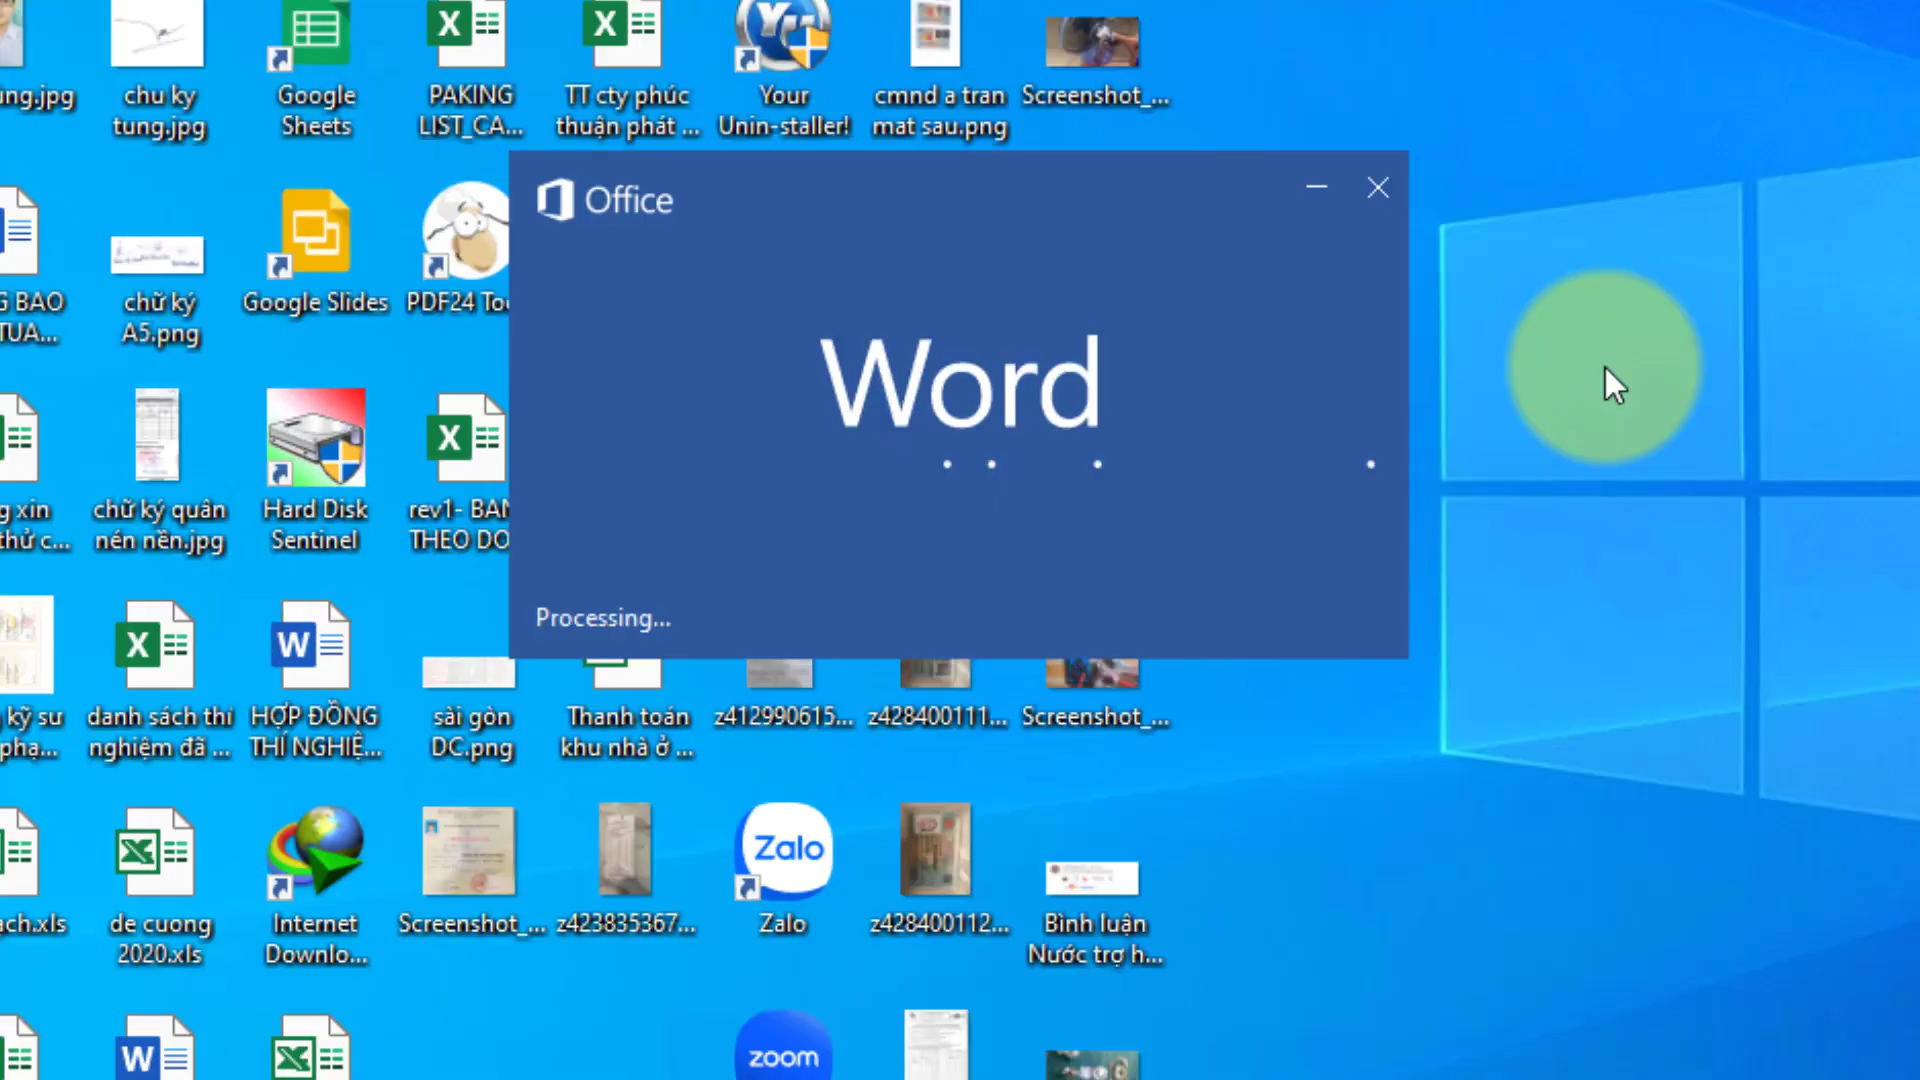 ung.jpg
chu ky
tung.jpg
Google
Sheets
PAKING
LIST_CA...
TT cty phúc
thuận phát ...
Your
Unin-staller!
cmnd a tran
mat sau.png
Screenshot_...
Office
Word
Processing...
G BAO
TUA...
chữ ký
A5.png
Google Slides
PDF24 Too
g xin
thử c...
chữ ký quân
nén nền.jpg
Hard Disk
Sentinel
rev1- BAN
THEO DO
kỹ sư
phạ...
danh sách thí
nghiệm đã ...
HỢP ĐỒNG
THÍ NGHIỆ...
sài gòn
DC.png
Thanh toán
khu nhà ở ...
z412990615...
z428400111...
Screenshot_...
ach.xls
de cuong
2020.xls
Internet
Downlo...
Screenshot_...
z423835367...
Zalo
Zalo
z428400112...
Bình luận
Nước trợ h...
zoom